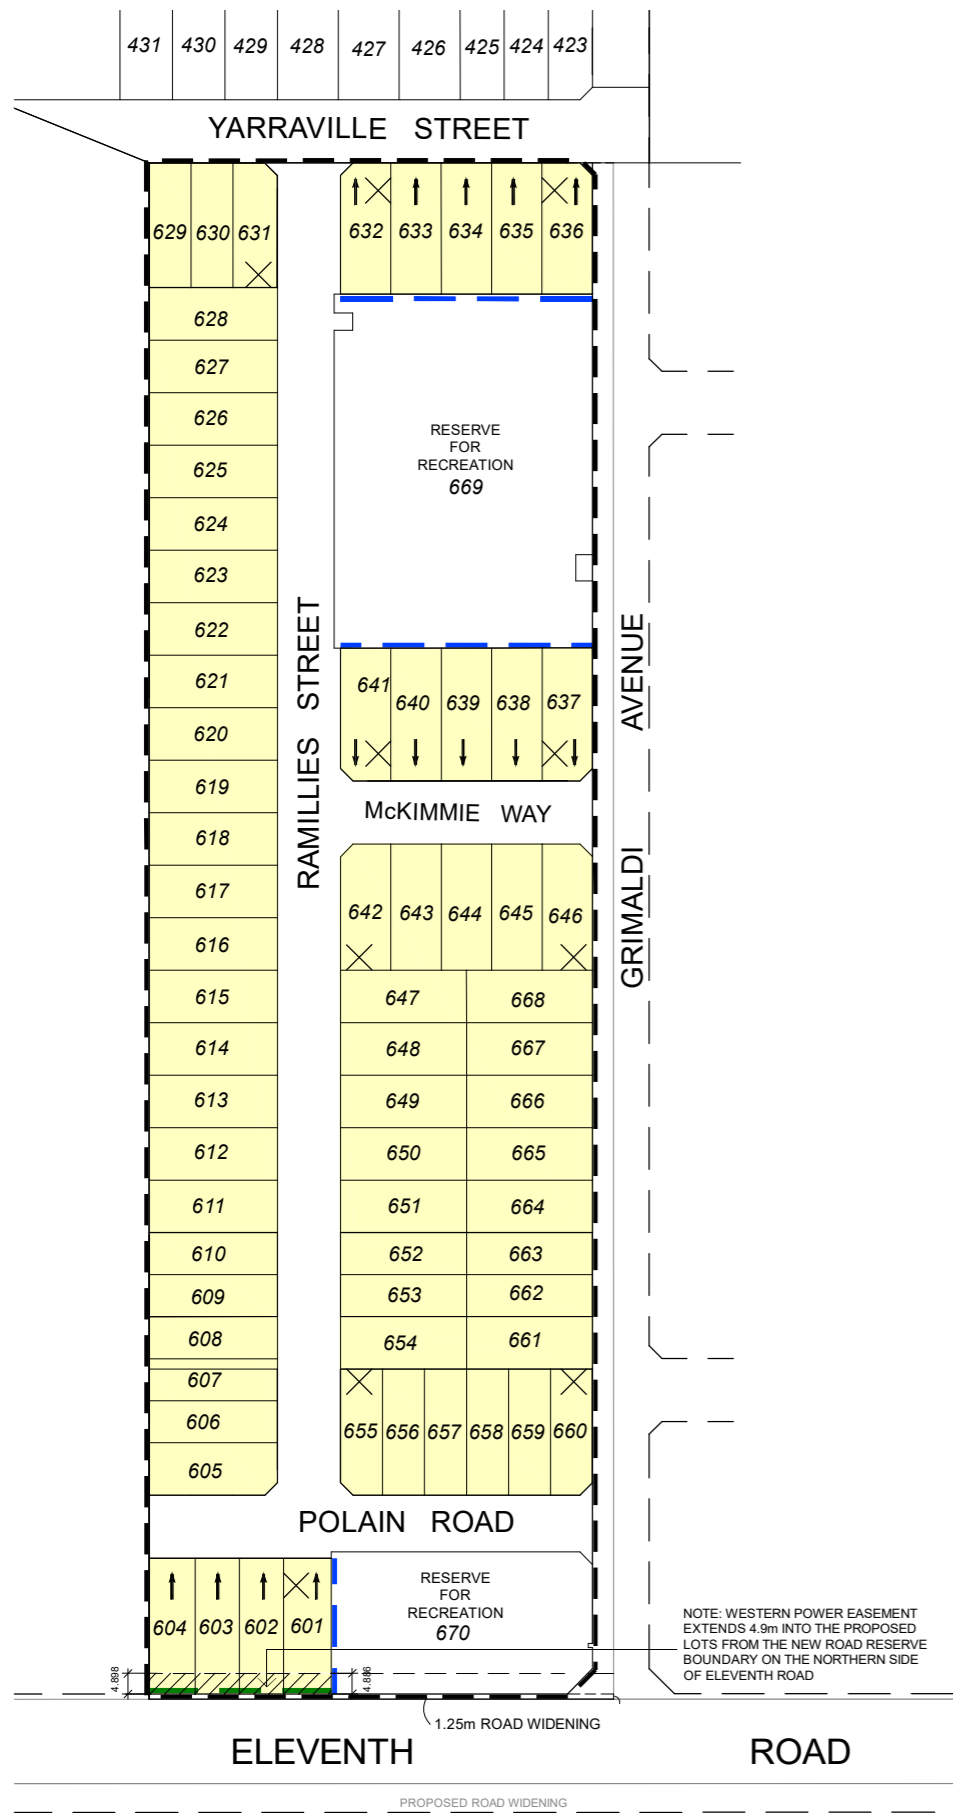 431 430 429 428 427 426 425 424 423
YARRAVILLE STREET
629 630 631 632 633 634 635 636
628
627
626
625
624
623
622
621
620
619
618
617
616
615
614
613
612
611
610
609
608
607
606
605
RAMILLIES STREET
RESERVE
FOR
RECREATION
669
641 640 639 638 637
McKIMMIE WAY
GRIMALDI AVENUE
642 643 644 645 646
647 668
648 667
649 666
650 665
651 664
652 663
653 662
654 661
655 656 657 658 659 660
POLAIN ROAD
604 603 602 601
RESERVE
FOR
RECREATION
670
NOTE: WESTERN POWER EASEMENT
EXTENDS 4.9m INTO THE PROPOSED
LOTS FROM THE NEW ROAD RESERVE
BOUNDARY ON THE NORTHERN SIDE
OF ELEVENTH ROAD
4.898
4.886
1.25m ROAD WIDENING
ELEVENTH ROAD
PROPOSED ROAD WIDENING